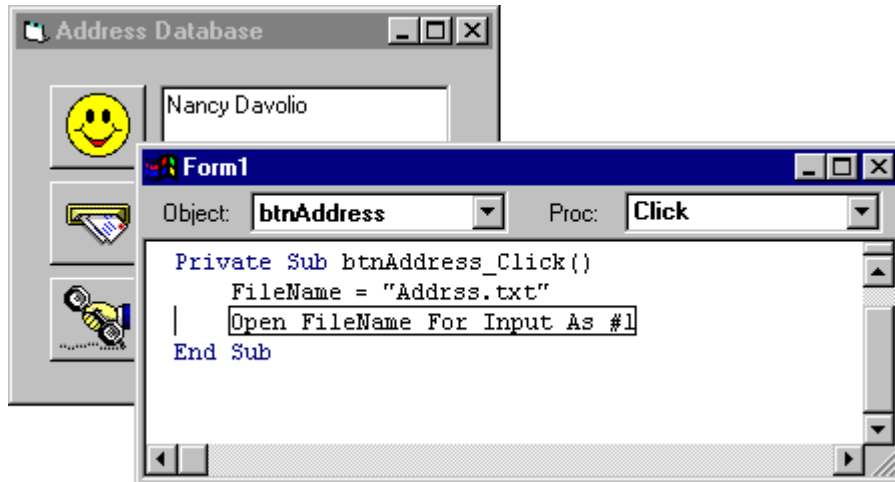 Address Database
Nancy Davolio
Form1
Object: btnAddress Proc: Click
Private Sub btnAddress_Click()
FileName = "Addrss.txt"
Open FileName For Input As #1
End Sub